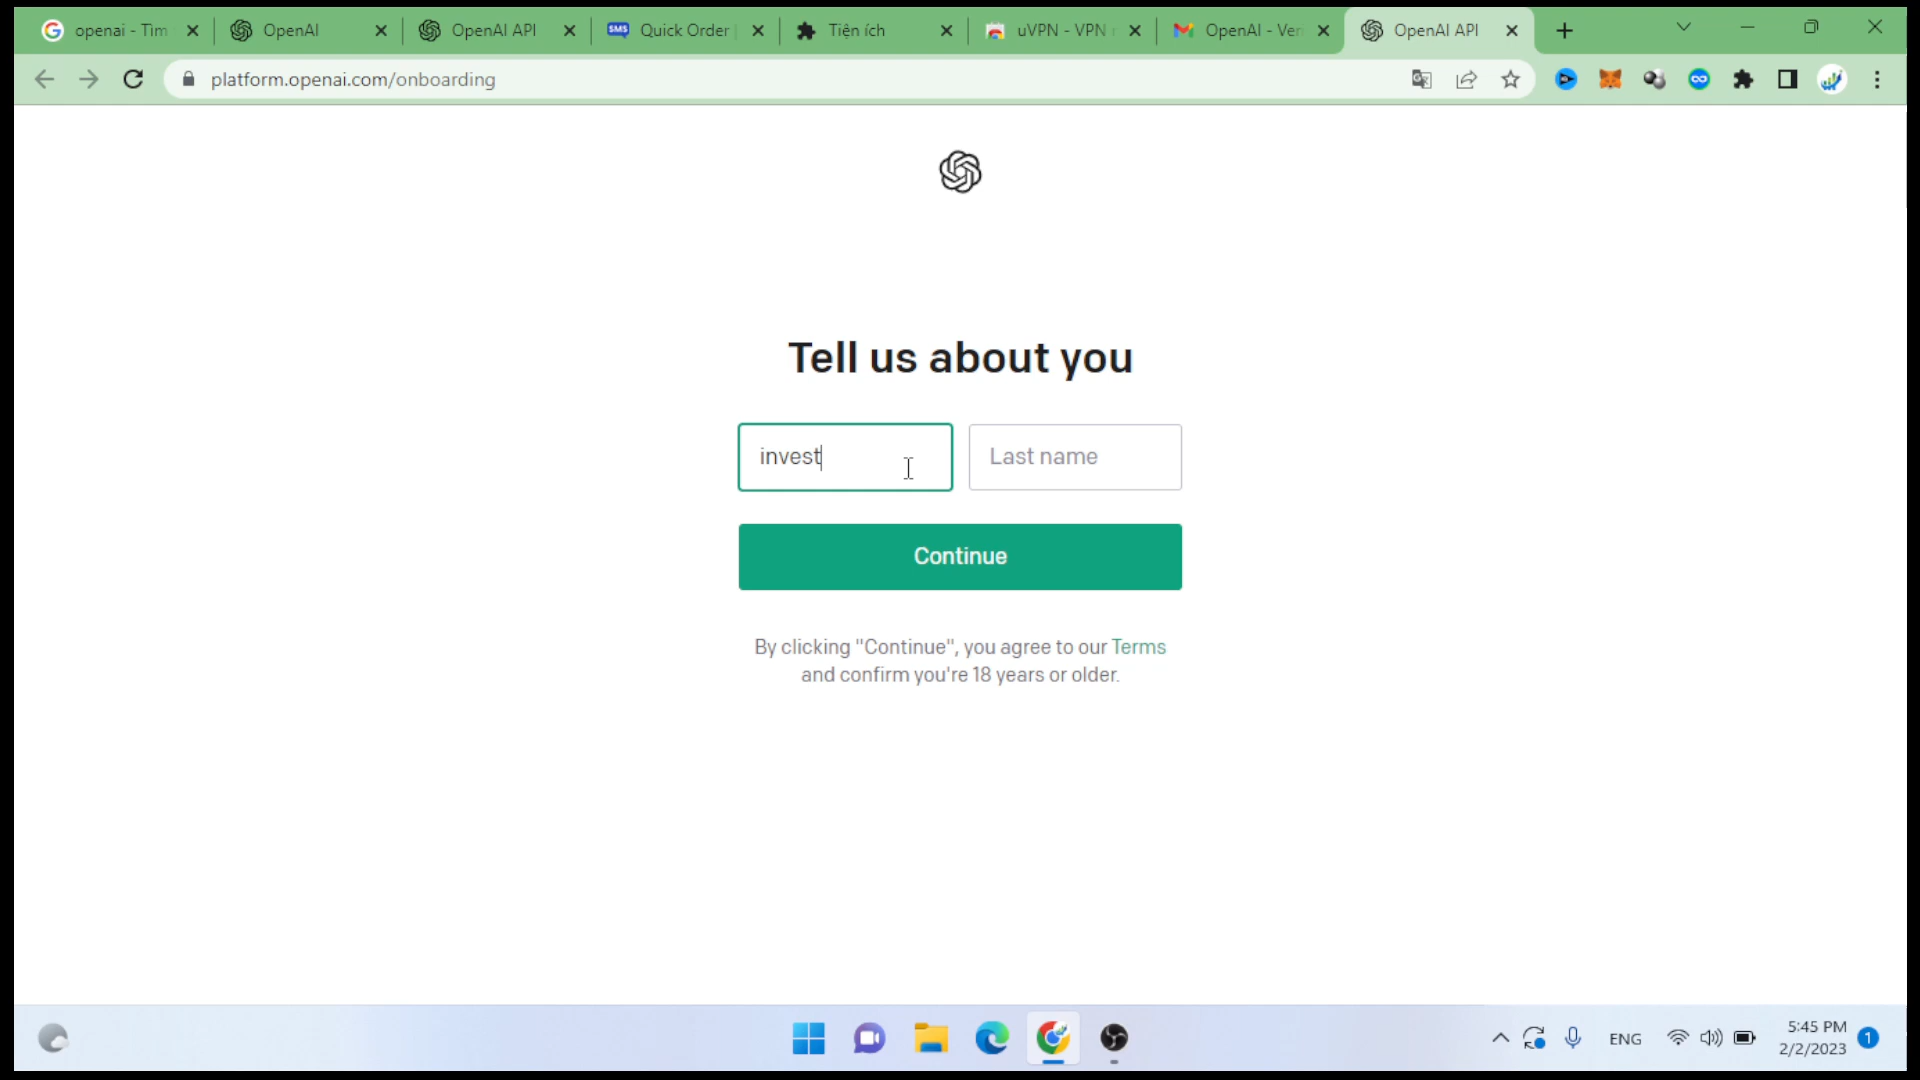 openai - Tìm
OpenAI
OpenAI API
SMS
Quick Order
Tiện ích
uVPN - VPN
OpenAI - Ver
OpenAI API
platform.openai.com/onboarding
Tell us about you
invest
Last name
Continue
By clicking "Continue", you agree to our Terms
and confirm you're 18 years or older.
ENG
5:45 PM
2/2/2023
1